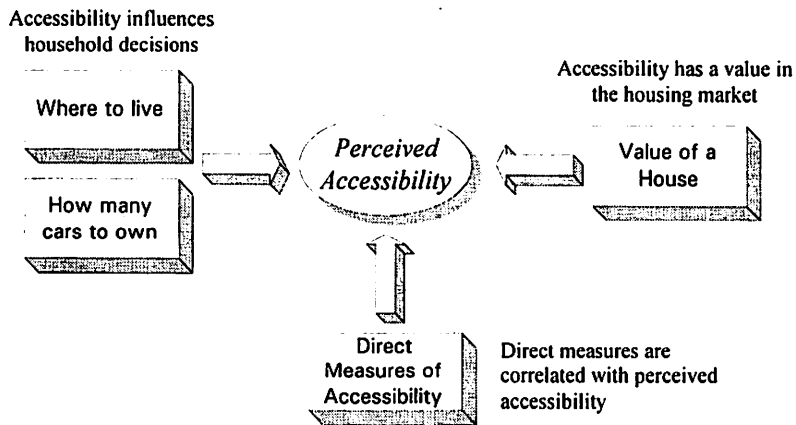 Accessibility influences
household decisions
Where to live
How many
cars to own
Perceived
Accessibility
Accessibility has a value in
the housing market
Value of a
House
Direct
Measures of
Accessibility
Direct measures are
correlated with perceived
accessibility